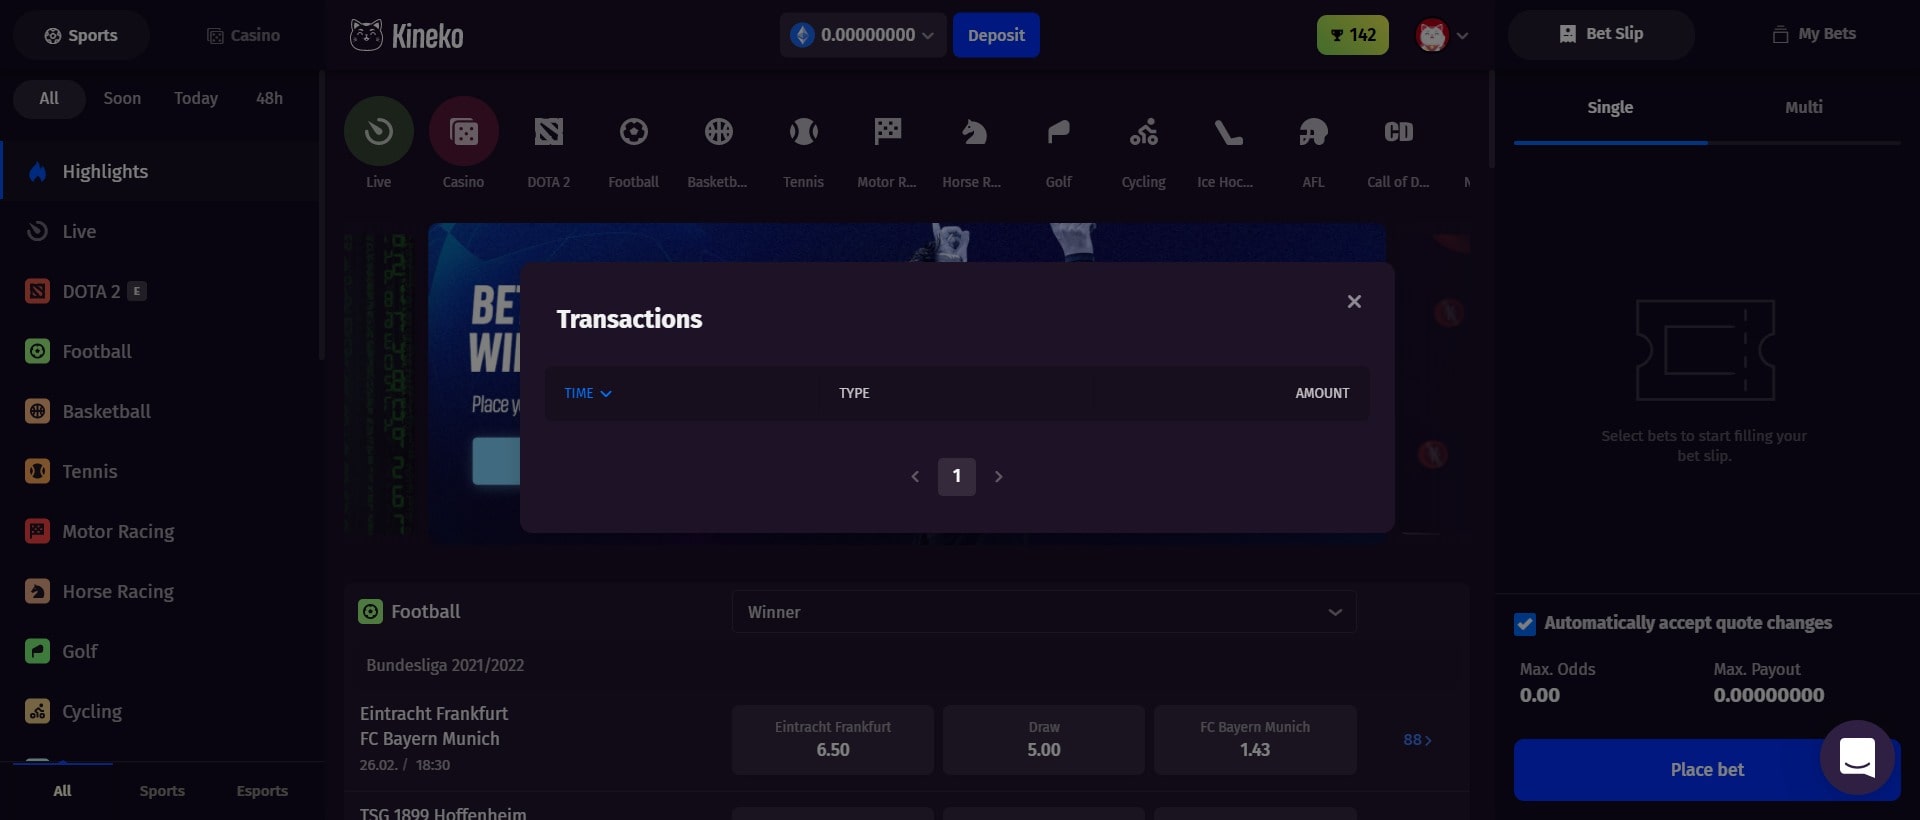 Sports
Casino
Kineko
0.00000000
Deposit
142
Bet Slip
My Bets
All
Soon
Today
48h
Single
Multi
Highlights
Live
Casino
DOTA 2
Football
Basketb...
Tennis
Motor R...
Horse R...
Golf
Cycling
Ice Hoc...
AFL
CD
Call of D...
Live
DOTA 2 E
Football
Basketball
Tennis
Motor Racing
Horse Racing
Golf
Cycling
All
Sports
Esports
Transactions
TIME
TYPE
AMOUNT
1
Football
Winner
Bundesliga 2021/2022
Eintracht Frankfurt
FC Bayern Munich
26.02. / 18:30
Eintracht Frankfurt
6.50
Draw
5.00
FC Bayern Munich
1.43
88
TSG 1899 Hoffenheim
Select bets to start filling your
bet slip.
Automatically accept quote changes
Max. Odds
0.00
Max. Payout
0.00000000
Place bet